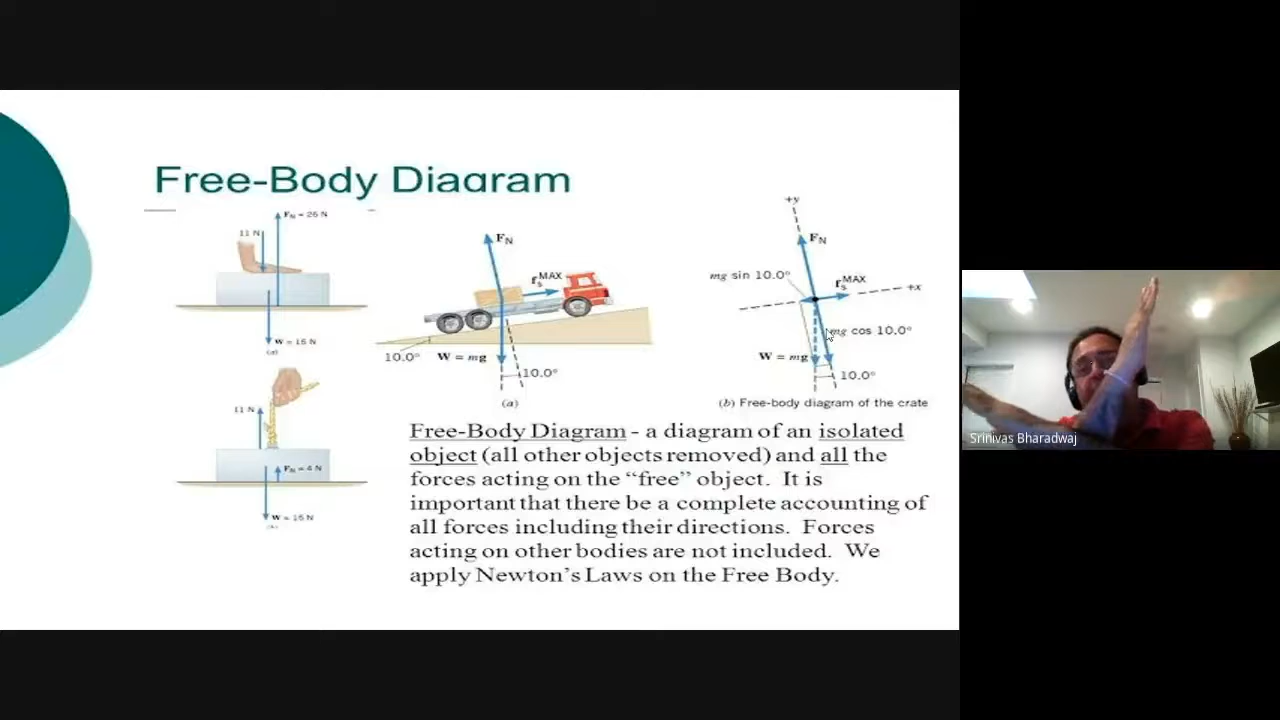 Free-Body Diagram
F_N = 26 N
11 N
W = 15 N
(a)
11 N
F_N = 4 N
W = 15 N
F_N
f_s^MAX
10.0°
W = mg
10.0°
(a)
+y
F_N
mg sin 10.0°
f_s^MAX
+x
mg cos 10.0°
W = mg
10.0°
(b) Free-body diagram of the crate
Free-Body Diagram - a diagram of an isolated
object (all other objects removed) and all the
forces acting on the “free” object. It is
important that there be a complete accounting of
all forces including their directions. Forces
acting on other bodies are not included. We
apply Newton’s Laws on the Free Body.
Srinivas Bharadwaj